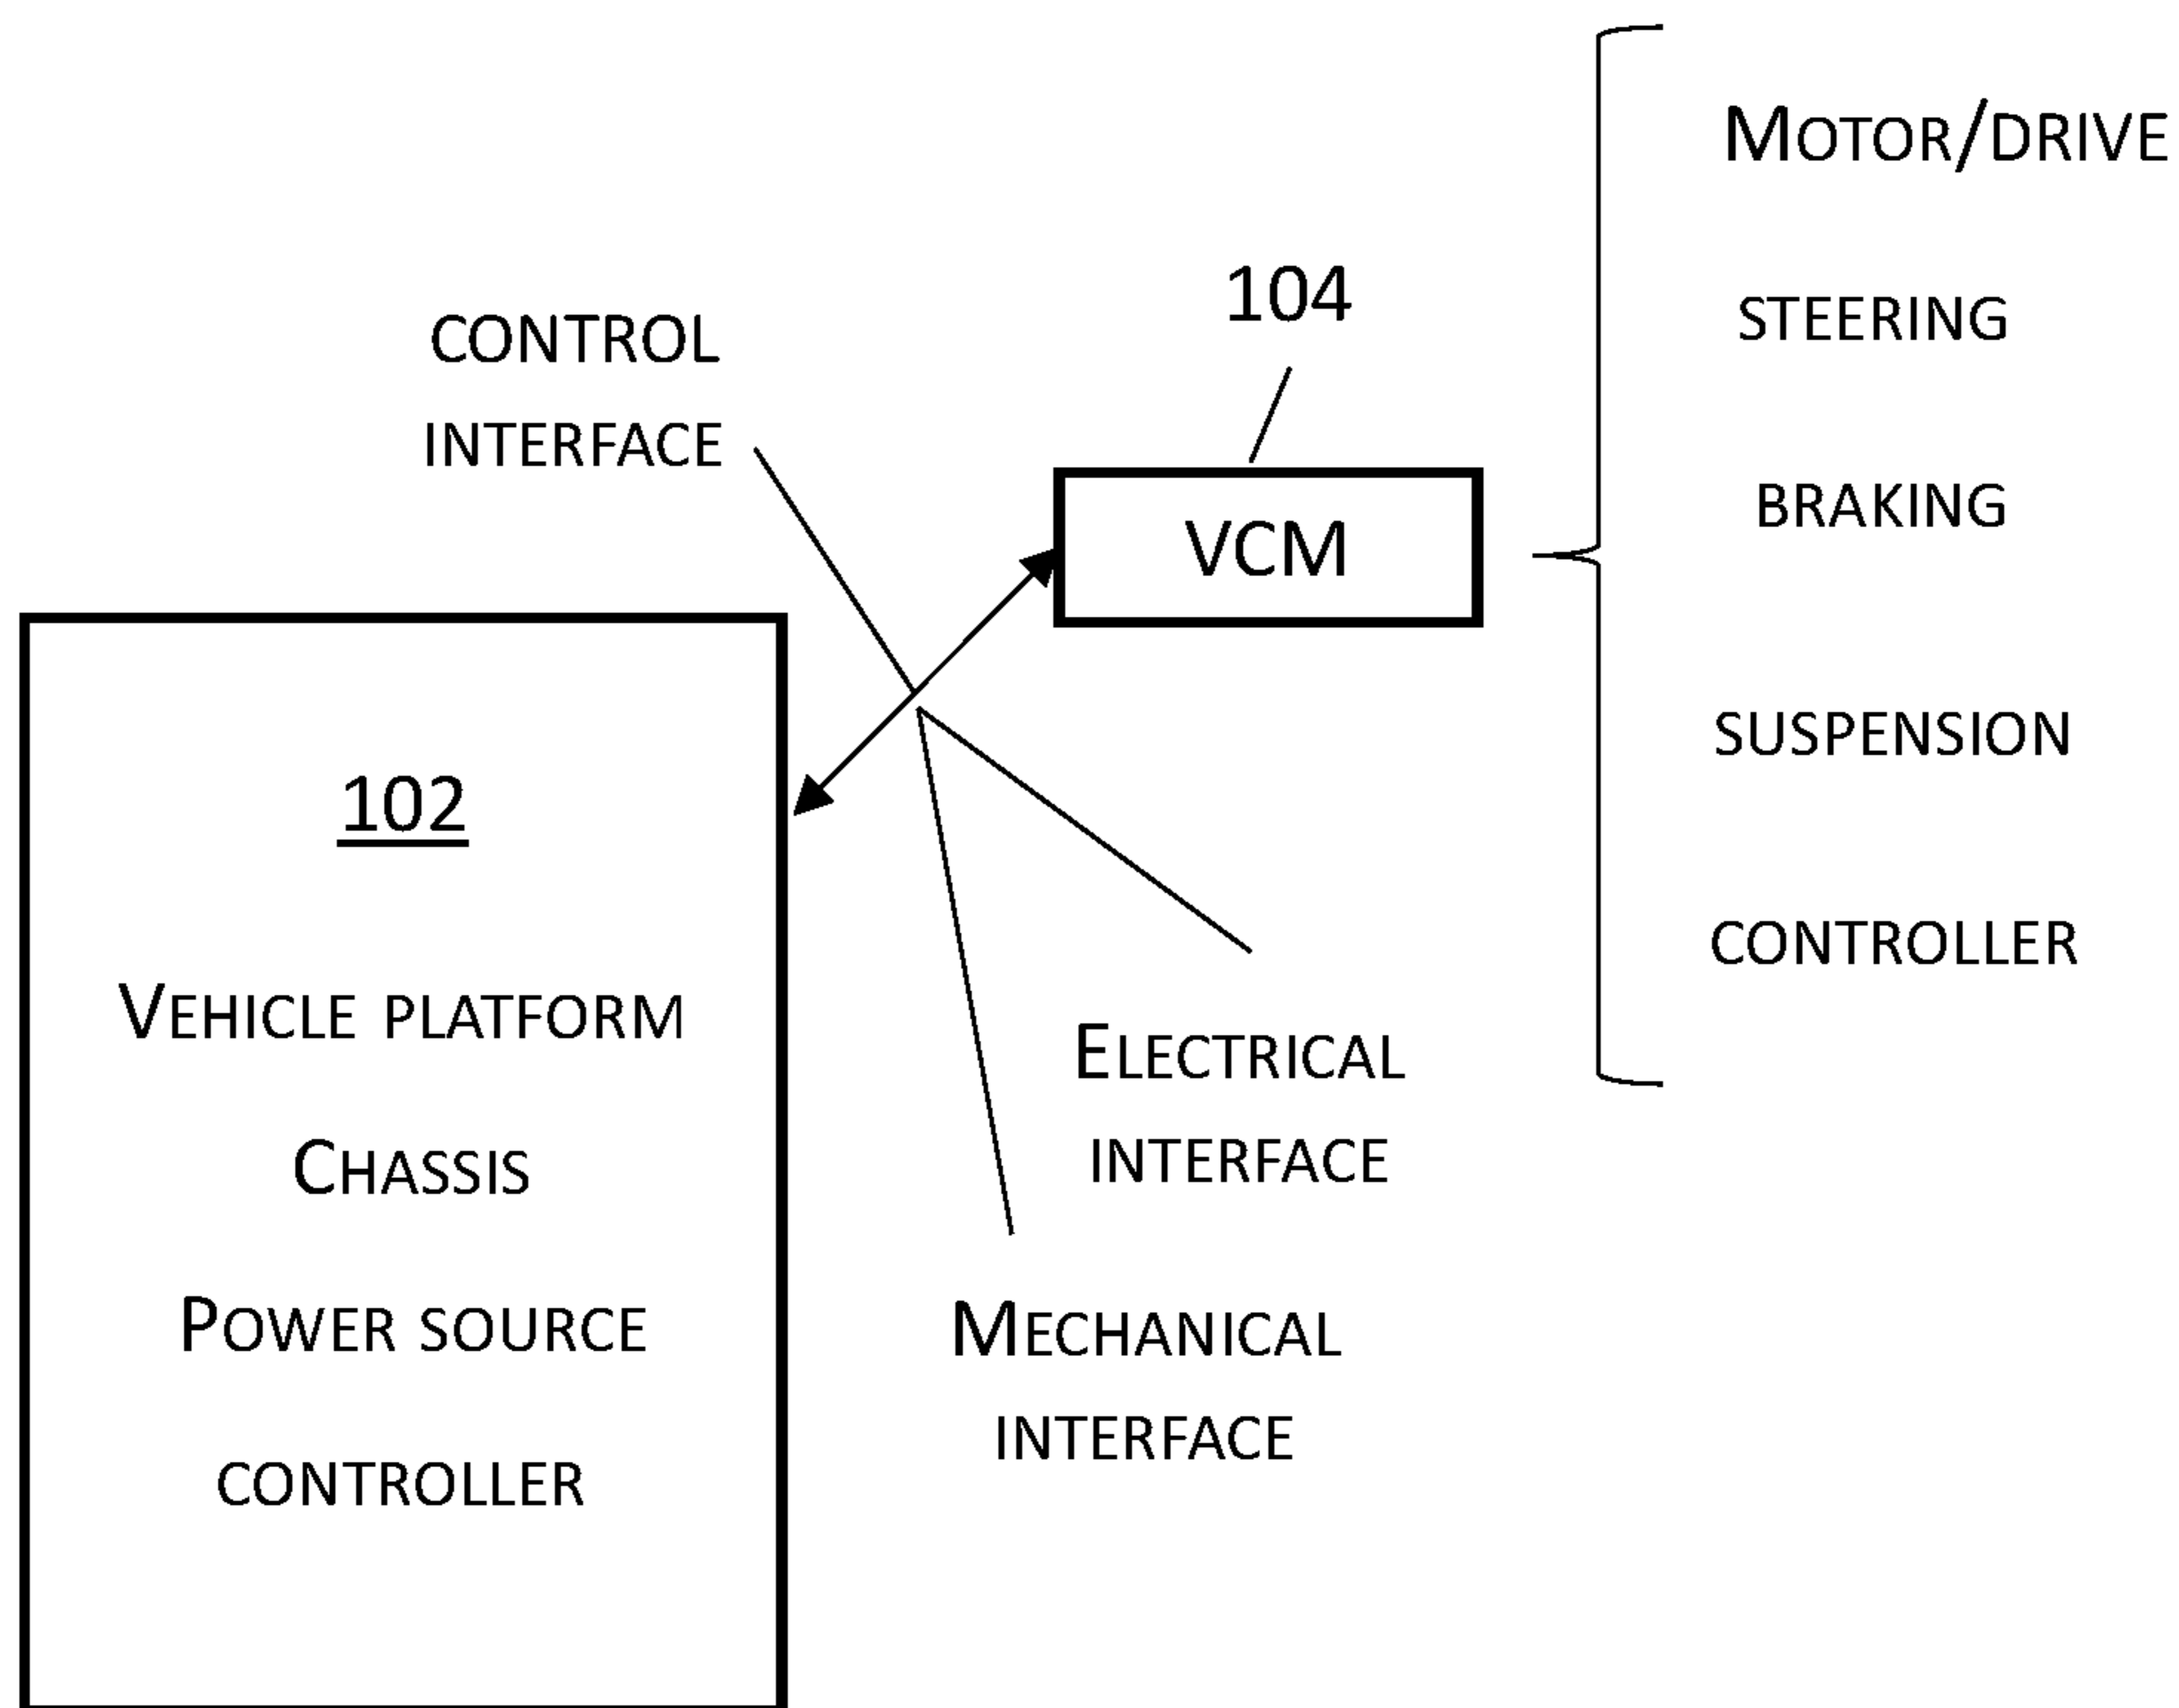 MOTOR/DRIVE
STEERING
BRAKING
SUSPENSION
CONTROLLER
104
VCM
CONTROL
INTERFACE
102
VEHICLE PLATFORM
CHASSIS
POWER SOURCE
CONTROLLER
ELECTRICAL
INTERFACE
MECHANICAL
INTERFACE